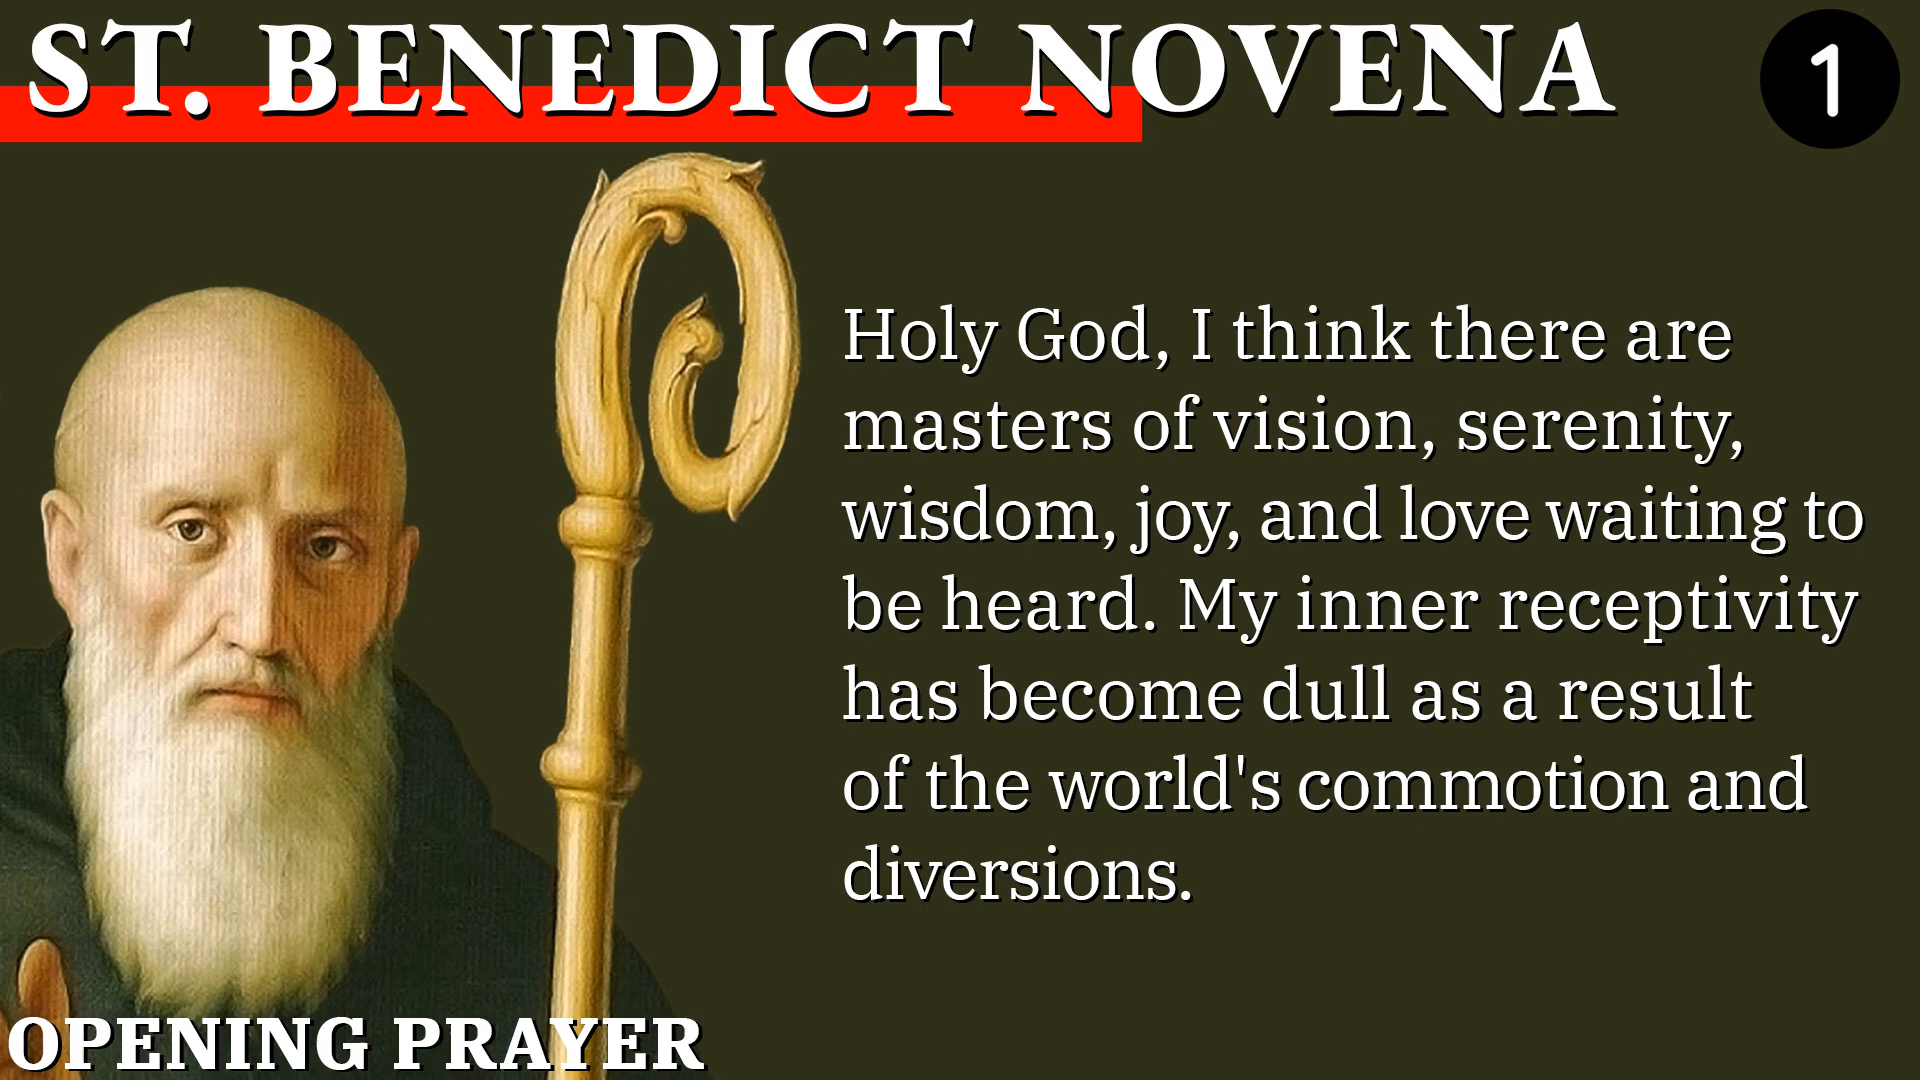 ST. BENEDICT NOVENA
1
Holy God, I think there are
masters of vision, serenity,
wisdom, joy, and love waiting to
be heard. My inner receptivity
has become dull as a result
of the world's commotion and
diversions.
OPENING PRAYER